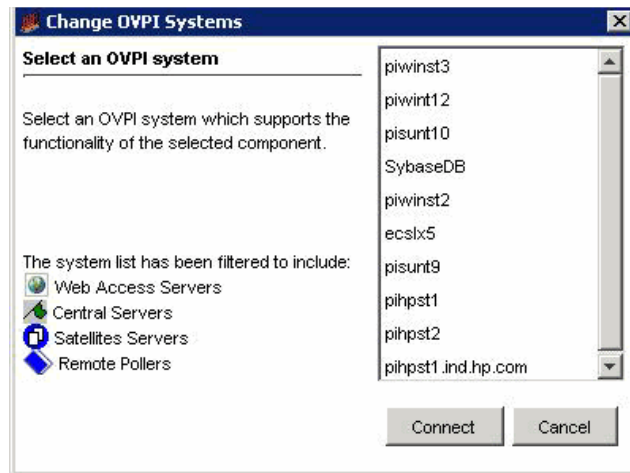 Change OVPI Systems
Select an OVPI system
Select an OVPI system which supports the
functionality of the selected component.
The system list has been filtered to include:
Web Access Servers
Central Servers
Satellites Servers
Remote Pollers
piwinst3
piwint12
pisunt10
SybaseDB
piwinst2
ecslx5
pisunt9
pihpst1
pihpst2
pihpst1.ind.hp.com
Connect
Cancel